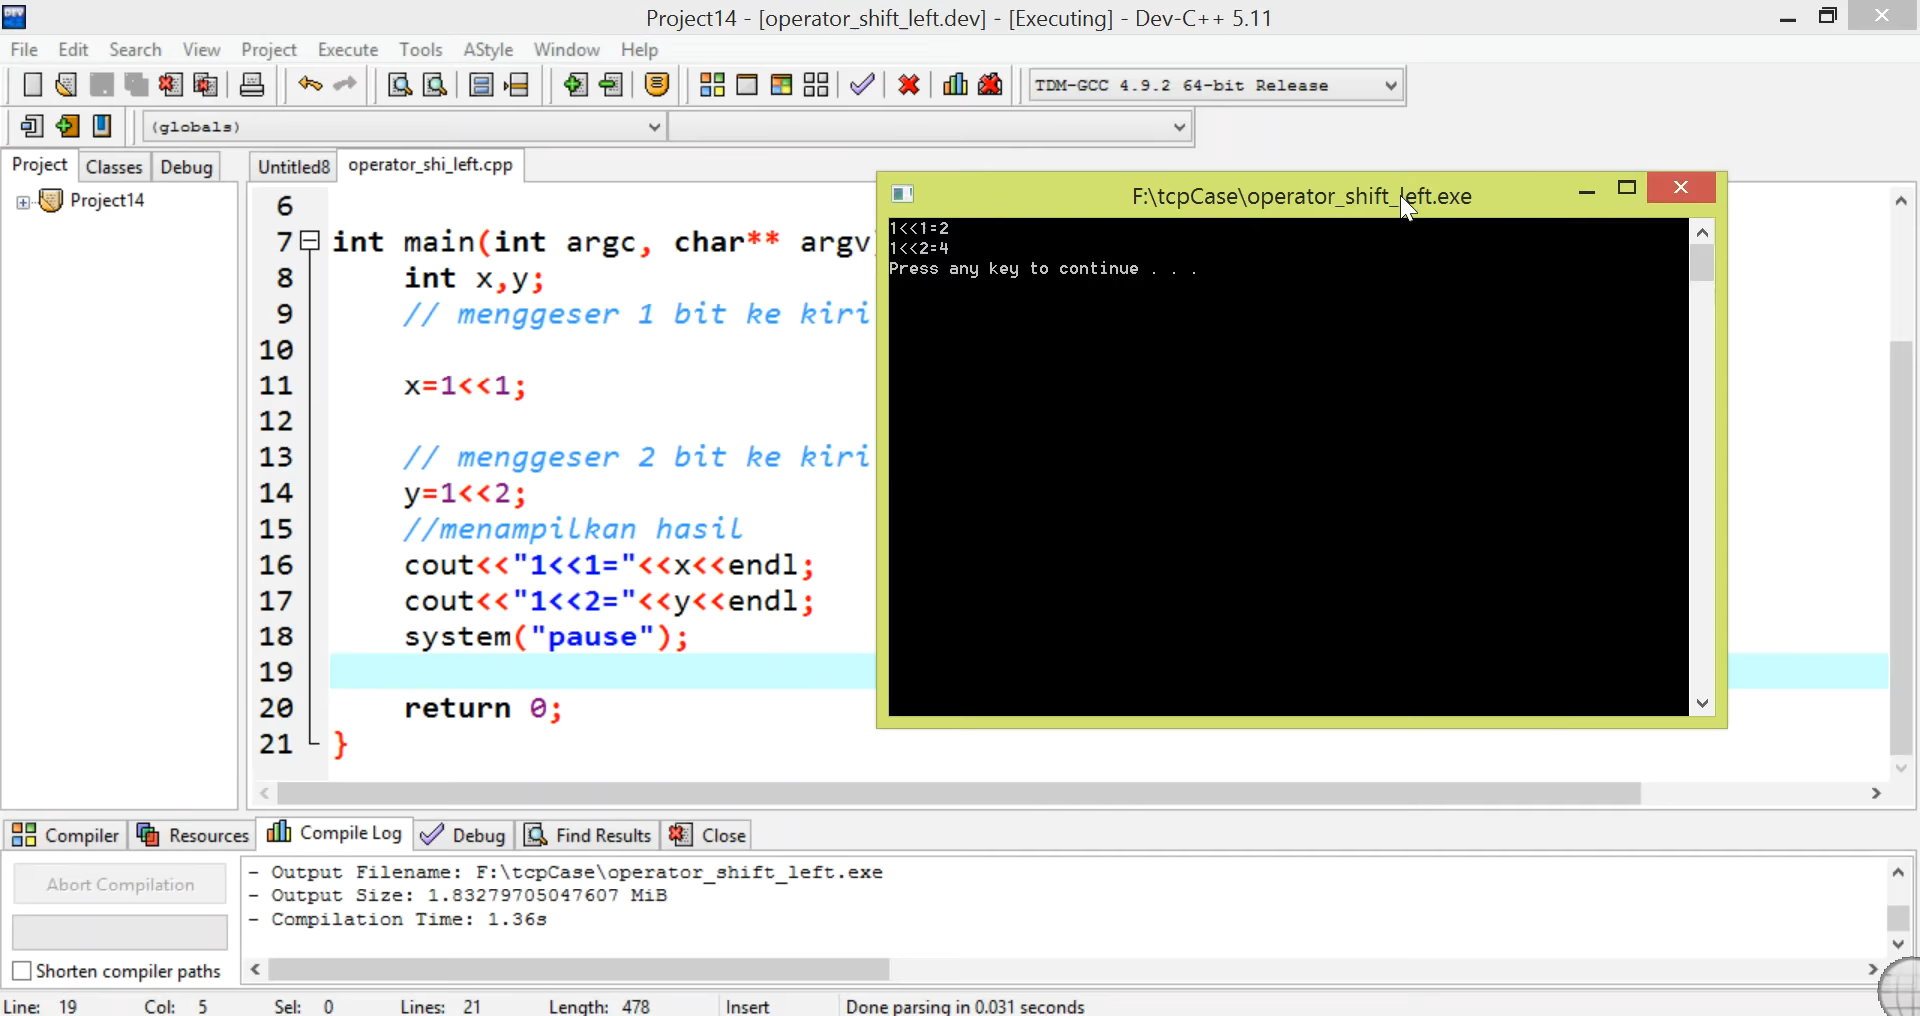 Project14 - [operator_shift_left.dev] - [Executing] - Dev-C++ 5.11
File Edit Search View Project Execute Tools AStyle Window Help
TDM-GCC 4.9.2 64-bit Release
(globals)
Project Classes Debug Untitled8 operator_shi_left.cpp
Project14
F:\tcpCase\operator_shift_left.exe
1<<1=2
1<<2=4
Press any key to continue . . .
6
7 int main(int argc, char** argv
8 int x,y;
9 // menggeser 1 bit ke kiri
10
11 x=1<<1;
12
13 // menggeser 2 bit ke kiri
14 y=1<<2;
15 //menampilkan hasil
16 cout<<"1<<1="<<x<<endl;
17 cout<<"1<<2="<<y<<endl;
18 system("pause");
19
20 return 0;
21 }
Compiler Resources Compile Log Debug Find Results Close
Abort Compilation
Shorten compiler paths
- Output Filename: F:\tcpCase\operator_shift_left.exe
- Output Size: 1.83279705047607 MiB
- Compilation Time: 1.36s
Line: 19 Col: 5 Sel: 0 Lines: 21 Length: 478 Insert Done parsing in 0.031 seconds